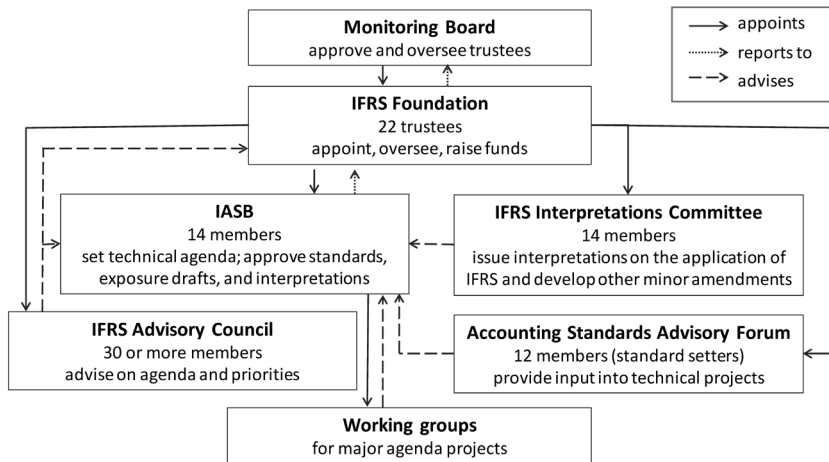 Monitoring Board
approve and oversee trustees
appoints
reports to
advises
IFRS Foundation
22 trustees
appoint, oversee, raise funds
IASB
14 members
set technical agenda; approve standards,
exposure drafts, and interpretations
IFRS Interpretations Committee
14 members
issue interpretations on the application of
IFRS and develop other minor amendments
IFRS Advisory Council
30 or more members
advise on agenda and priorities
Accounting Standards Advisory Forum
12 members (standard setters)
provide input into technical projects
Working groups
for major agenda projects